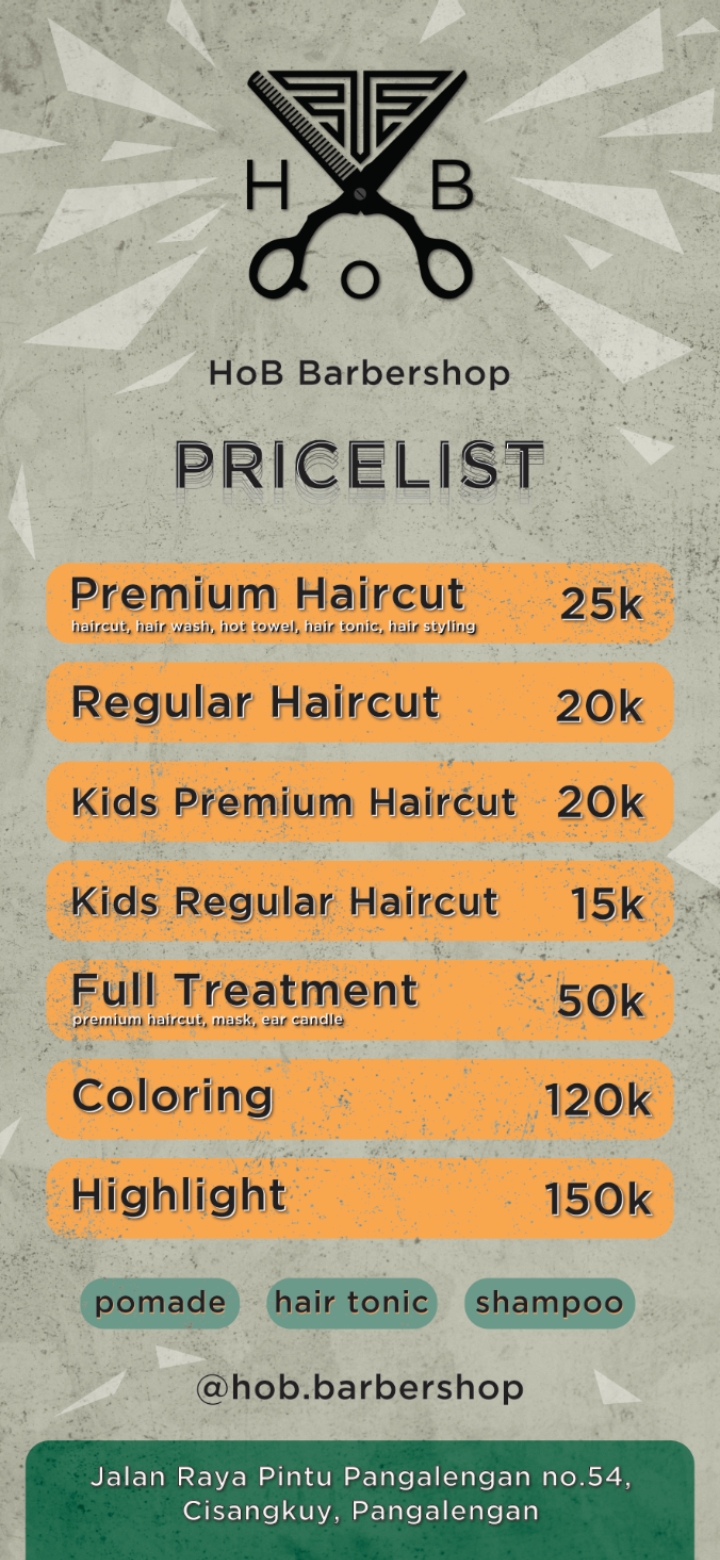 H B
O
HoB Barbershop
PRICELIST
Premium Haircut 25k
haircut, hair wash, hot towel, hair tonic, hair styling
Regular Haircut 20k
Kids Premium Haircut 20k
Kids Regular Haircut 15k
Full Treatment 50k
premium haircut, mask, ear candle
Coloring 120k
Highlight 150k
pomade hair tonic shampoo
@hob.barbershop
Jalan Raya Pintu Pangalengan no.54,
Cisangkuy, Pangalengan